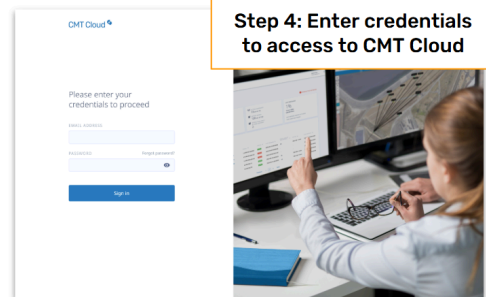 CMT Cloud
Step 4: Enter credentials
to access to CMT Cloud
Please enter your
credentials to proceed
EMAIL ADDRESS
PASSWORD Forgot password?
Sign in